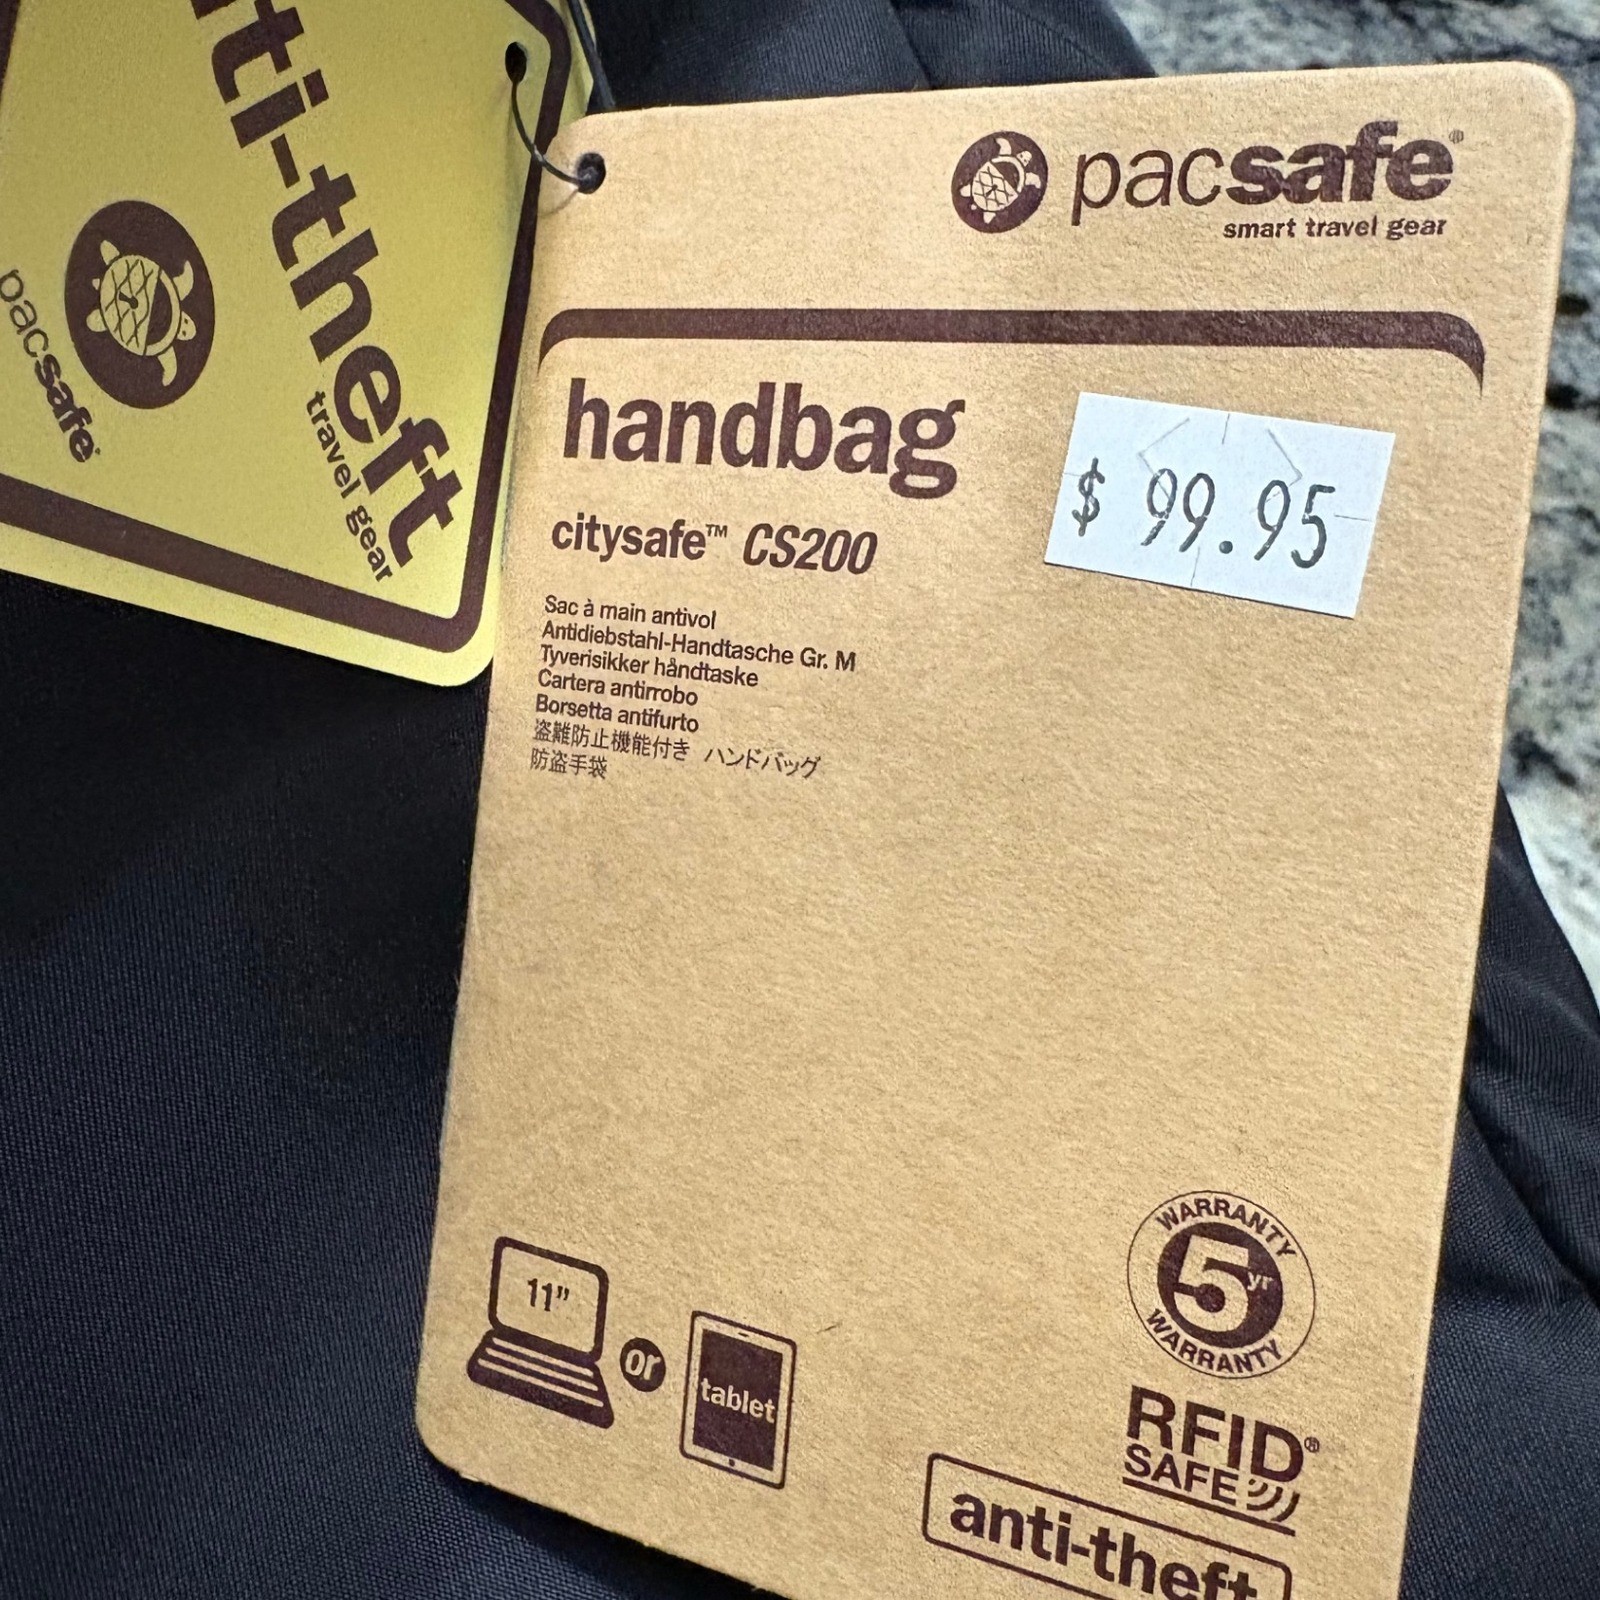 ti-theft
travel gear
pacsafe
pacsafe®
smart travel gear
handbag
$ 99.95
citysafe™ CS200
Sac à main antivol
Antidiebstahl-Handtasche Gr. M
Tyverisikker håndtaske
Cartera antirrobo
Borsetta antifurto
盗難防止機能付き ハンドバッグ
防盗手袋
11”
or
tablet
WARRANTY
5yr
WARRANTY
RFID®
SAFE
anti-theft